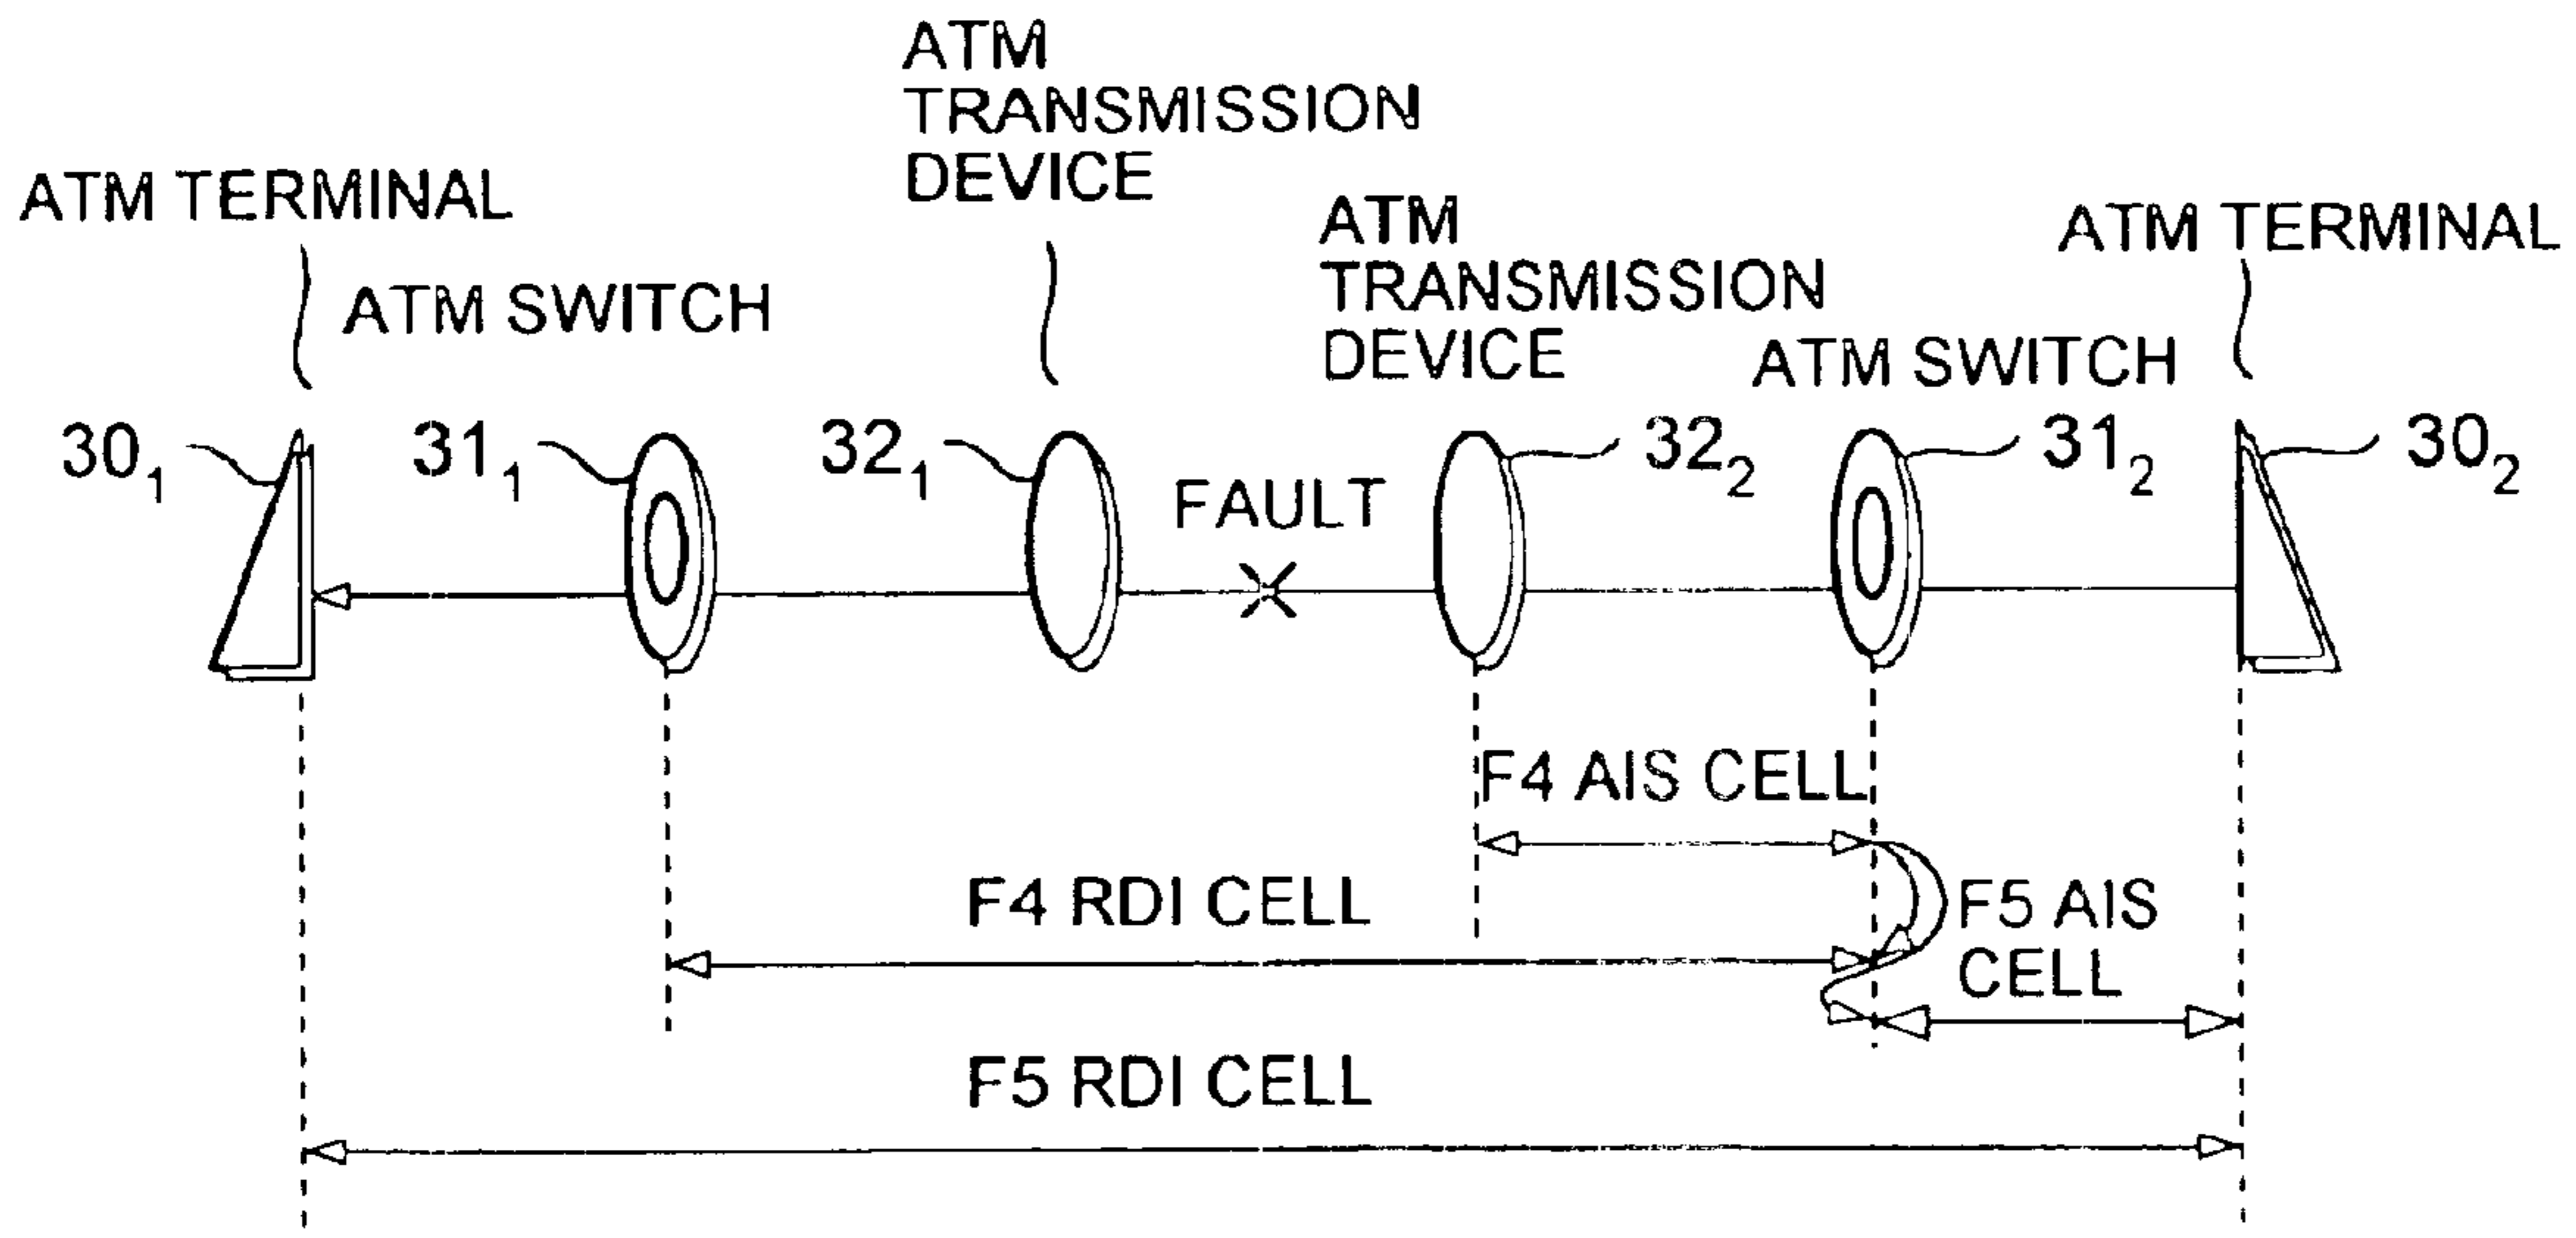 ATM
TRANSMISSION
DEVICE
ATM TERMINAL
ATM SWITCH
ATM
TRANSMISSION
DEVICE
ATM SWITCH
ATM TERMINAL
30₁
31₁
32₁
FAULT
32₂
31₂
30₂
F4 AIS CELL
F4 RDI CELL
F5 AIS
CELL
F5 RDI CELL